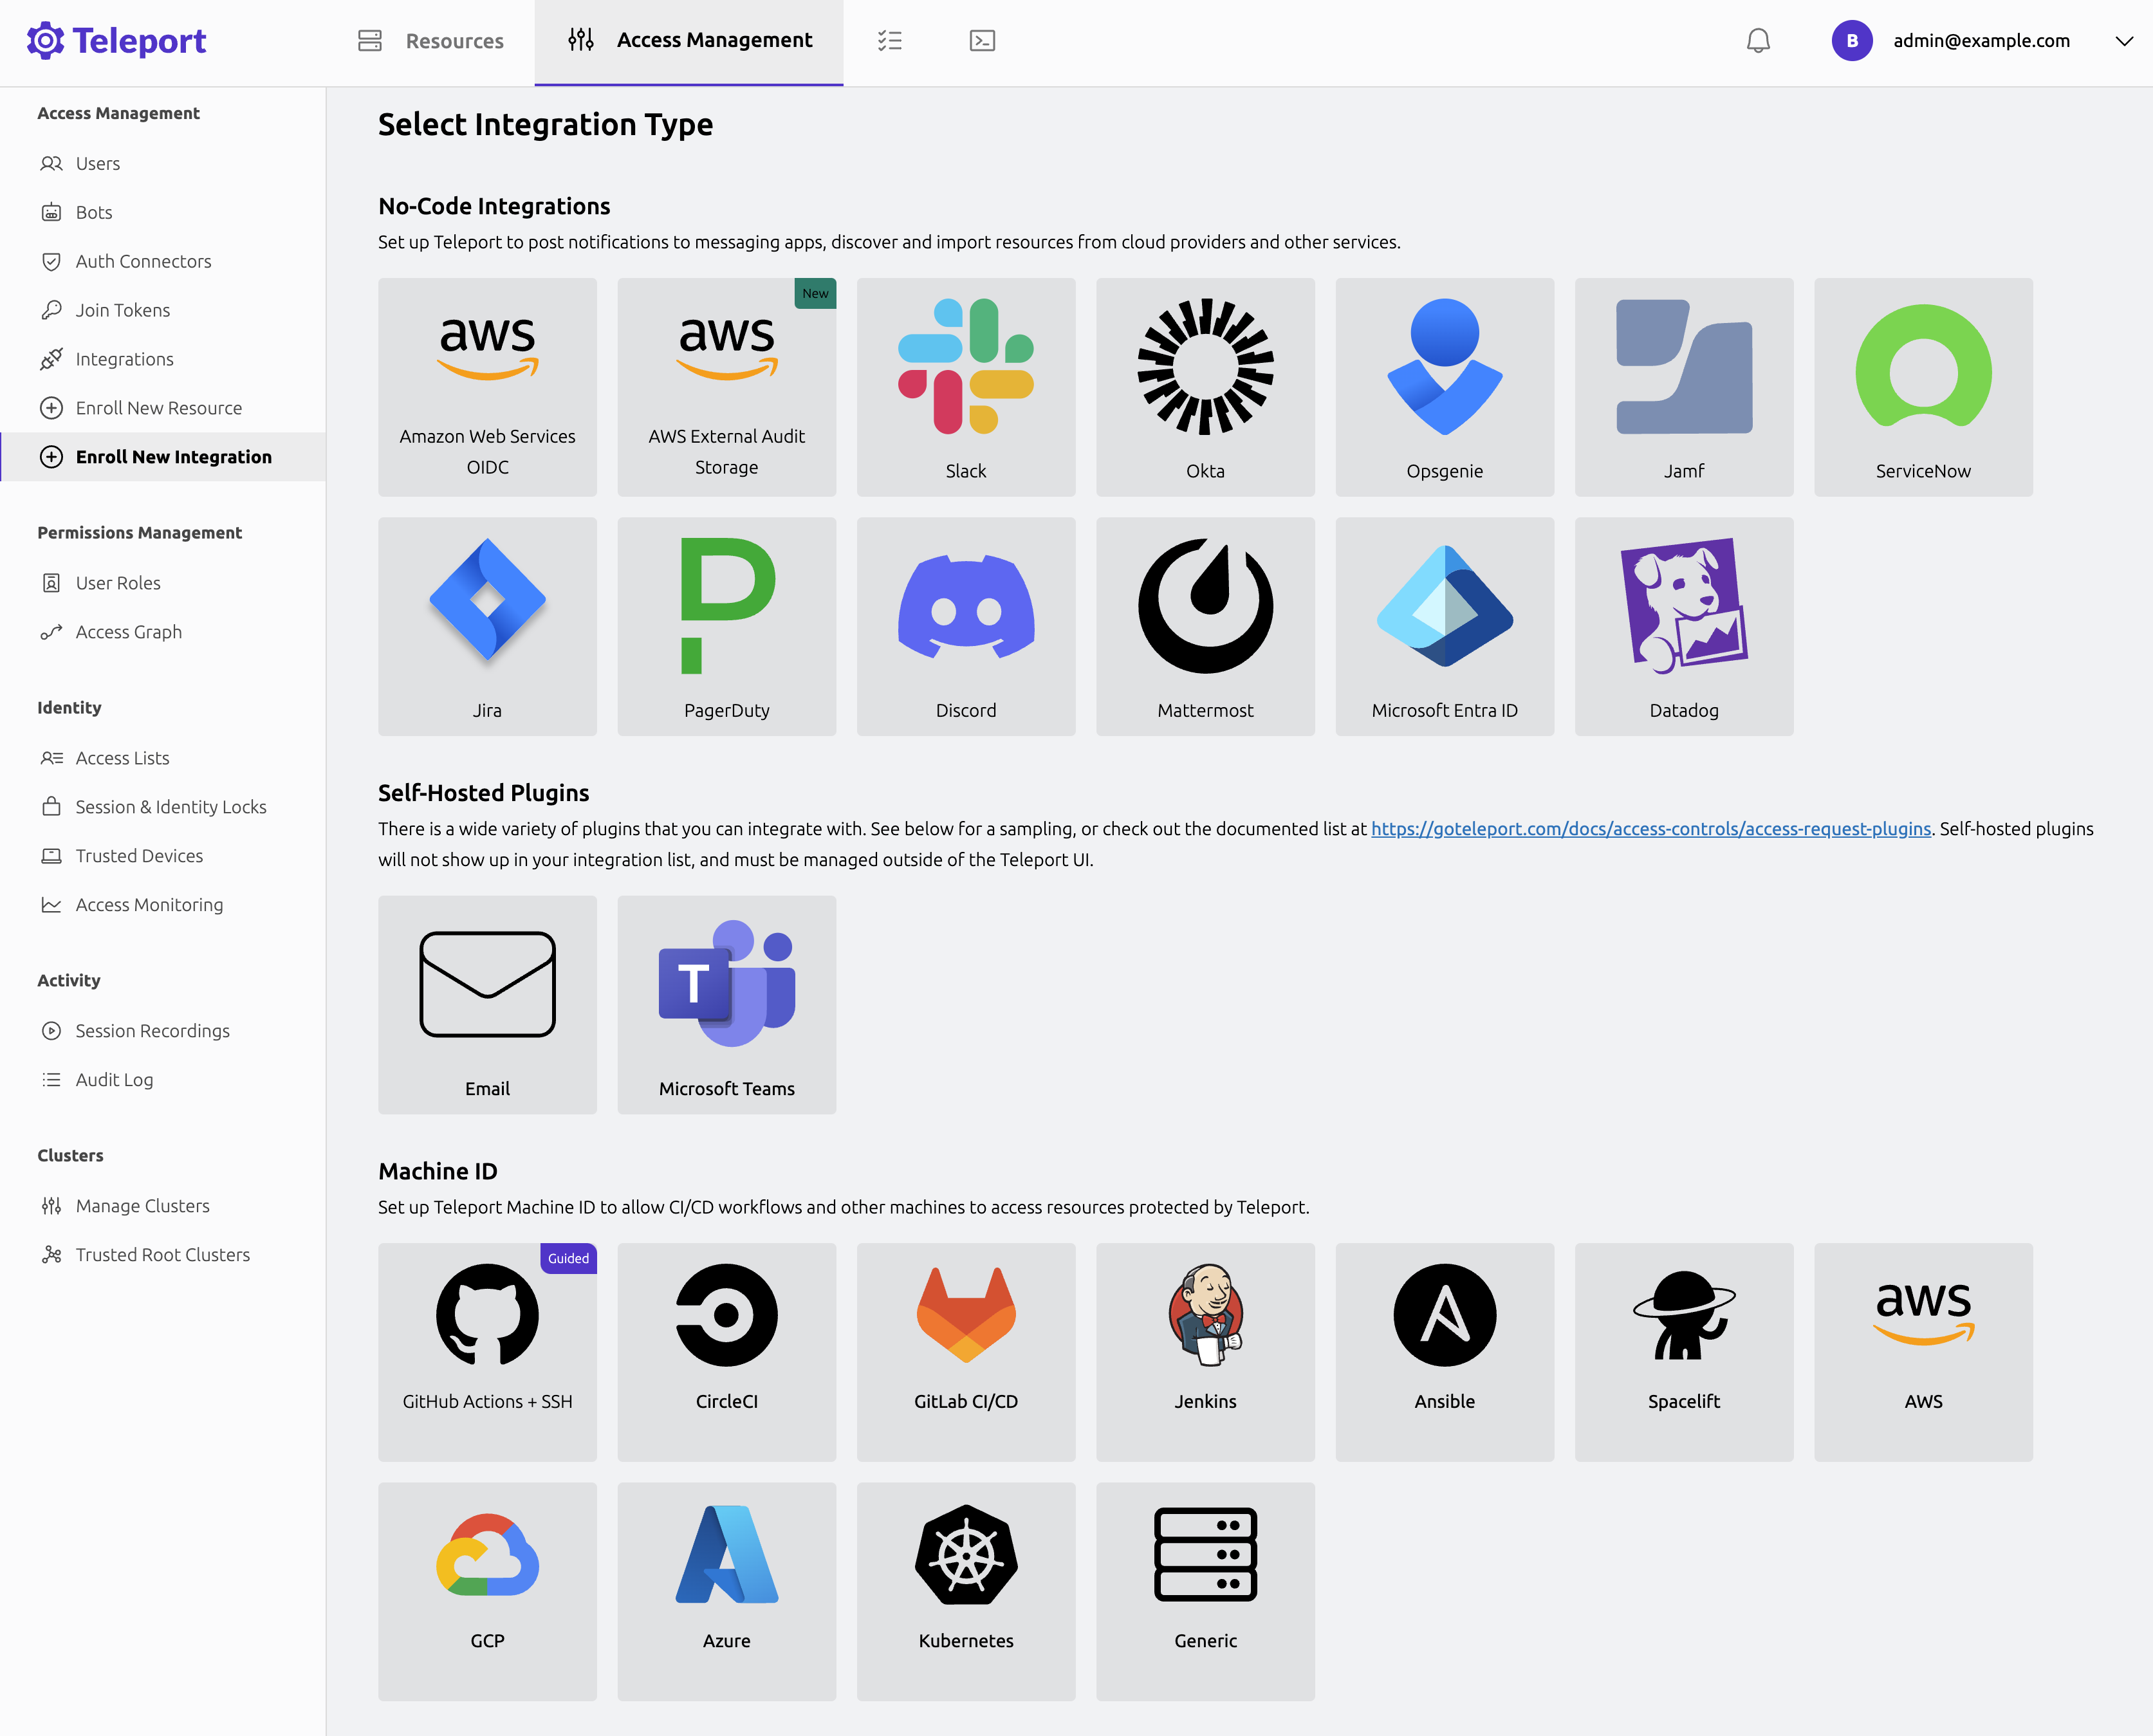 Teleport
Resources
Access Management
B
admin@example.com
Access Management
Users
Bots
Auth Connectors
Join Tokens
Integrations
Enroll New Resource
Enroll New Integration
Permissions Management
User Roles
Access Graph
Identity
Access Lists
Session & Identity Locks
Trusted Devices
Access Monitoring
Activity
Session Recordings
Audit Log
Clusters
Manage Clusters
Trusted Root Clusters
Select Integration Type
No-Code Integrations
Set up Teleport to post notifications to messaging apps, discover and import resources from cloud providers and other services.
aws
Amazon Web Services
OIDC
New
aws
AWS External Audit
Storage
Slack
Okta
Opsgenie
Jamf
ServiceNow
Jira
PagerDuty
Discord
Mattermost
Microsoft Entra ID
Datadog
Self-Hosted Plugins
There is a wide variety of plugins that you can integrate with. See below for a sampling, or check out the documented list at https://goteleport.com/docs/access-controls/access-request-plugins. Self-hosted plugins
will not show up in your integration list, and must be managed outside of the Teleport UI.
Email
T
Microsoft Teams
Machine ID
Set up Teleport Machine ID to allow CI/CD workflows and other machines to access resources protected by Teleport.
Guided
GitHub Actions + SSH
CircleCI
GitLab CI/CD
Jenkins
Ansible
Spacelift
aws
AWS
GCP
Azure
Kubernetes
Generic